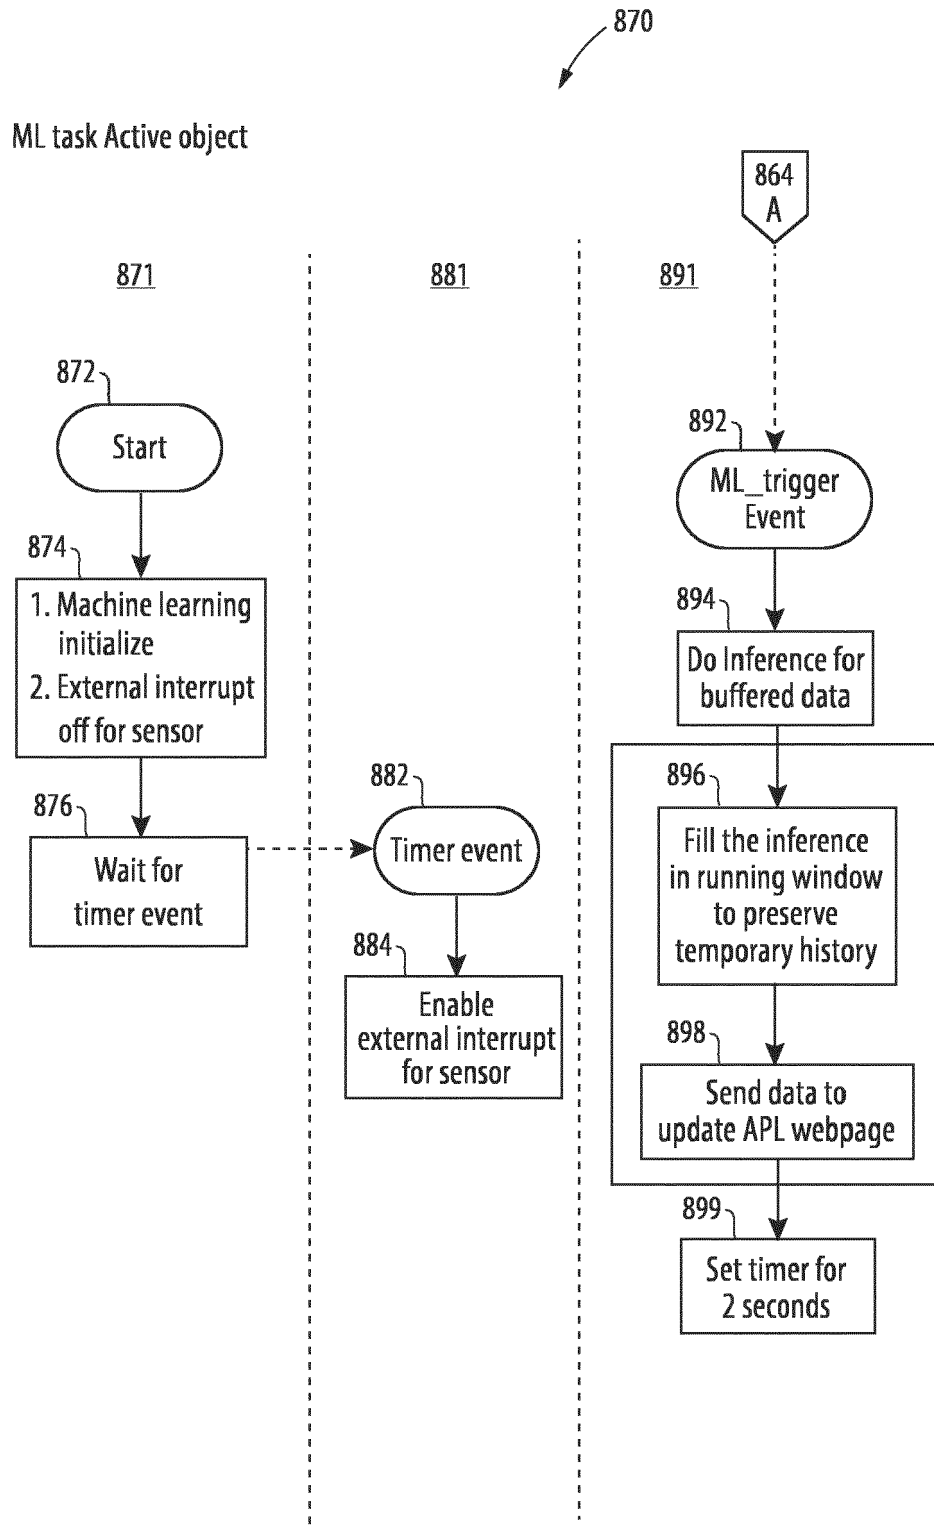 870
ML task Active object
864
A
871
881
891
872
Start
874
1. Machine learning
initialize
2. External interrupt
off for sensor
876
Wait for
timer event
882
Timer event
884
Enable
external interrupt
for sensor
892
ML_trigger
Event
894
Do Inference for
buffered data
896
Fill the inference
in running window
to preserve
temporary history
898
Send data to
update APL webpage
899
Set timer for
2 seconds